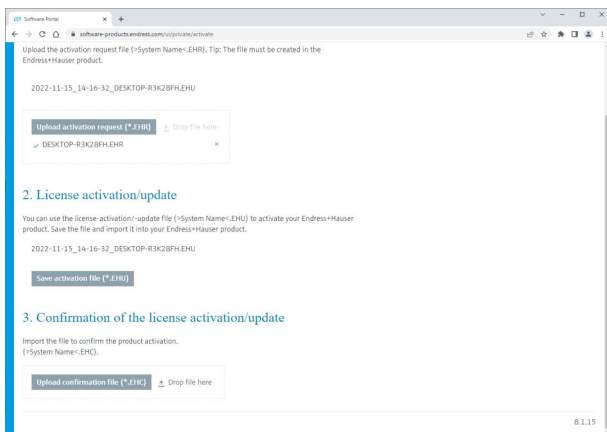 Software Portal
software-products.endress.com/ui/private/activate
Upload the activation request file (>System Name<.EHR). Tip: The file must be created in the
Endress+Hauser product.
2022-11-15_14-16-32_DESKTOP-R3K28FH.EHU
Upload activation request (*.EHR) Drop file here
DESKTOP-R3K28FH.EHR
2. License activation/update
You can use the license-activation/-update file (>System Name<.EHU) to activate your Endress+Hauser
product. Save the file and import it into your Endress+Hauser product.
2022-11-15_14-16-32_DESKTOP-R3K28FH.EHU
Save activation file (*.EHU)
3. Confirmation of the license activation/update
Import the file to confirm the product activation.
(>System Name<.EHC).
Upload confirmation file (*.EHC) Drop file here
8.1.15